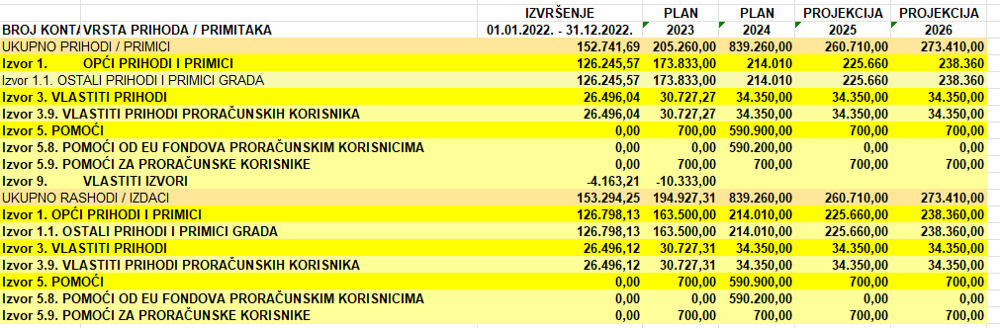 IZVRŠENJE PLAN PLAN PROJEKCIJA PROJEKCIJA
BROJ KONTA VRSTA PRIHODA / PRIMITAKA 01.01.2022. - 31.12.2022. 2023 2024 2025 2026
UKUPNO PRIHODI / PRIMICI 152.741,69 205.260,00 839.260,00 260.710,00 273.410,00
Izvor 1. OPĆI PRIHODI I PRIMICI 126.245,57 173.833,00 214.010 225.660 238.360
Izvor 1.1. OSTALI PRIHODI I PRIMICI GRADA 126.245,57 173.833,00 214.010 225.660 238.360
Izvor 3. VLASTITI PRIHODI 26.496,04 30.727,27 34.350,00 34.350,00 34.350,00
Izvor 3.9. VLASTITI PRIHODI PRORAČUNSKIH KORISNIKA 26.496,04 30.727,27 34.350,00 34.350,00 34.350,00
Izvor 5. POMOĆI 0,00 700,00 590.900,00 700,00 700,00
Izvor 5.8. POMOĆI OD EU FONDOVA PRORAČUNSKIM KORISNICIMA 0,00 0,00 590.200,00 0,00 0,00
Izvor 5.9. POMOĆI ZA PRORAČUNSKE KORISNIKE 0,00 700,00 700,00 700,00 700,00
Izvor 9. VLASTITI IZVORI -4.163,21 -10.333,00
UKUPNO RASHODI / IZDACI 153.294,25 194.927,31 839.260,00 260.710,00 273.410,00
Izvor 1. OPĆI PRIHODI I PRIMICI 126.798,13 163.500,00 214.010,00 225.660,00 238.360,00
Izvor 1.1. OSTALI PRIHODI I PRIMICI GRADA 126.798,13 163.500,00 214.010,00 225.660,00 238.360,00
Izvor 3. VLASTITI PRIHODI 26.496,12 30.727,31 34.350,00 34.350,00 34.350,00
Izvor 3.9. VLASTITI PRIHODI PRORAČUNSKIH KORISNIKA 26.496,12 30.727,31 34.350,00 34.350,00 34.350,00
Izvor 5. POMOĆI 0,00 700,00 590.900,00 700,00 700,00
Izvor 5.8. POMOĆI OD EU FONDOVA PRORAČUNSKIM KORISNICIMA 0,00 0,00 590.200,00 0,00 0,00
Izvor 5.9. POMOĆI ZA PRORAČUNSKE KORISNIKE 0,00 700,00 700,00 700,00 700,00